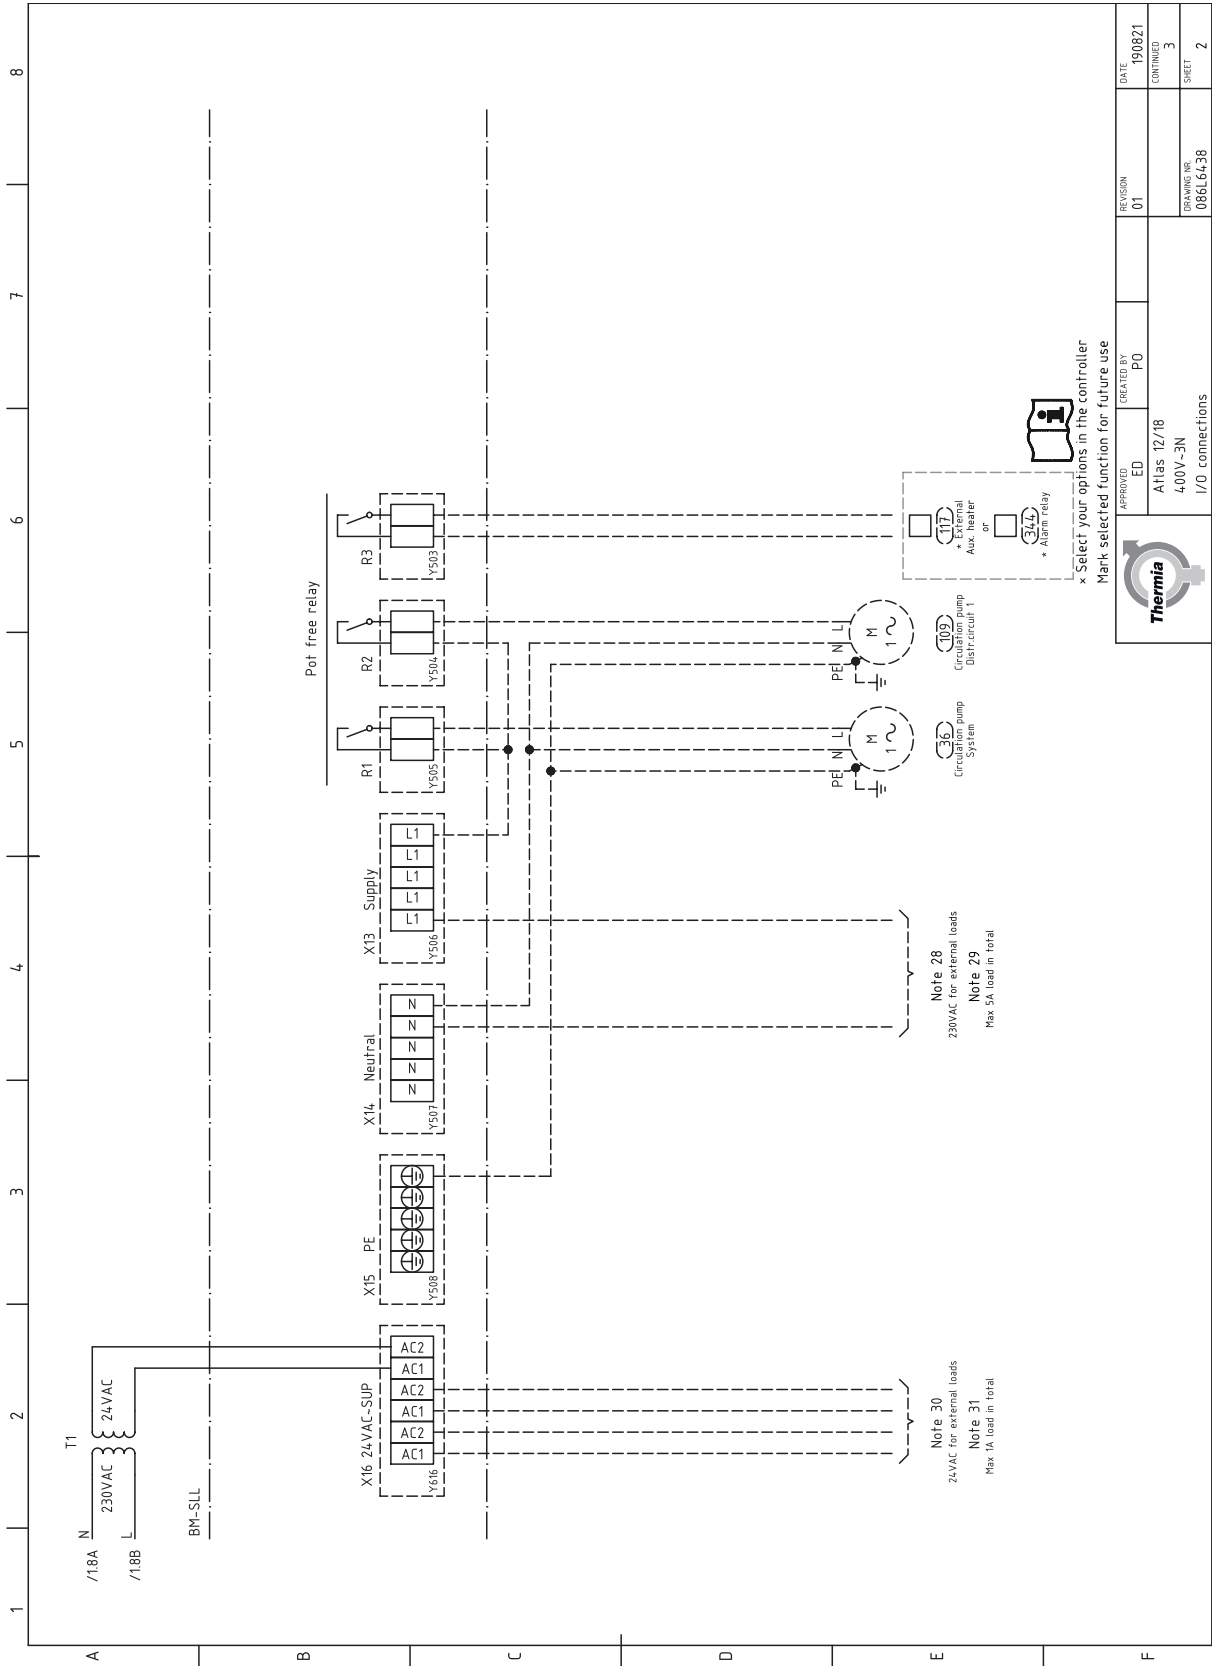 1
2
3
4
5
6
7
8
A
B
C
D
E
F
T1
/1.8A N
/1.8B L
230VAC
24VAC
BM-SLL
Pot free relay
X16 24VAC~SUP
AC1
AC2
AC1
AC2
AC1
AC2
Y616
X15 PE
Y508
X14 Neutral
N
N
N
N
N
Y507
X13 Supply
L1
L1
L1
L1
L1
Y506
R1
Y505
R2
Y504
R3
Y503
Note 30
24VAC for external loads
Note 31
Max 1A load in total
Note 28
230VAC for external loads
Note 29
Max 5A load in total
PE N L
M
1
36
Circulation pump
System
PE N L
M
1
109
Circulation pump
Distr.circuit 1
117
* External
Aux. heater
or
344
* Alarm relay
i
* Select your options in the controller
Mark selected function for future use
Thermia
APPROVED
ED
CREATED BY
PO
REVISION
01
DATE
190821
Atlas 12/18
400V~3N
I/O connections
CONTINUED
3
DRAWING NR.
086L6438
SHEET
2